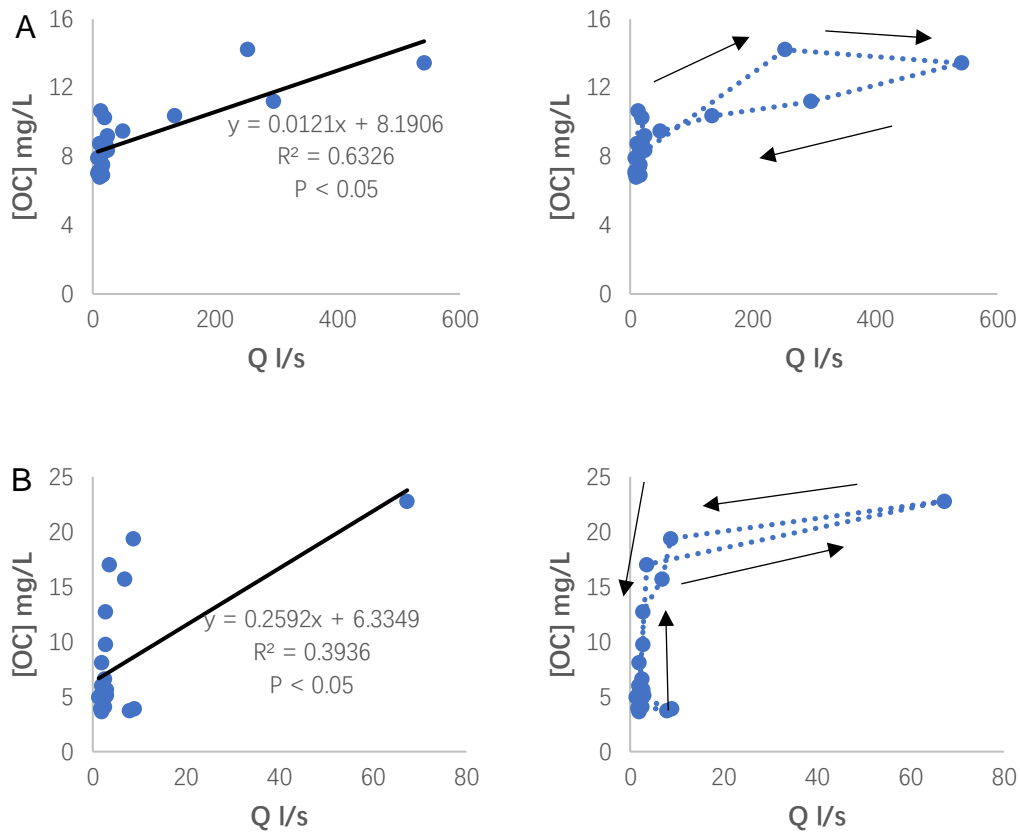 A
16
12
8
4
0
[OC] mg/L
y = 0.0121x + 8.1906
R² = 0.6326
P < 0.05
0 200 400 600
Q l/s
16
12
8
4
0
[OC] mg/L
0 200 400 600
Q l/s
B
25
20
15
10
5
0
[OC] mg/L
y = 0.2592x + 6.3349
R² = 0.3936
P < 0.05
0 20 40 60 80
Q l/s
25
20
15
10
5
0
[OC] mg/L
0 20 40 60 80
Q l/s